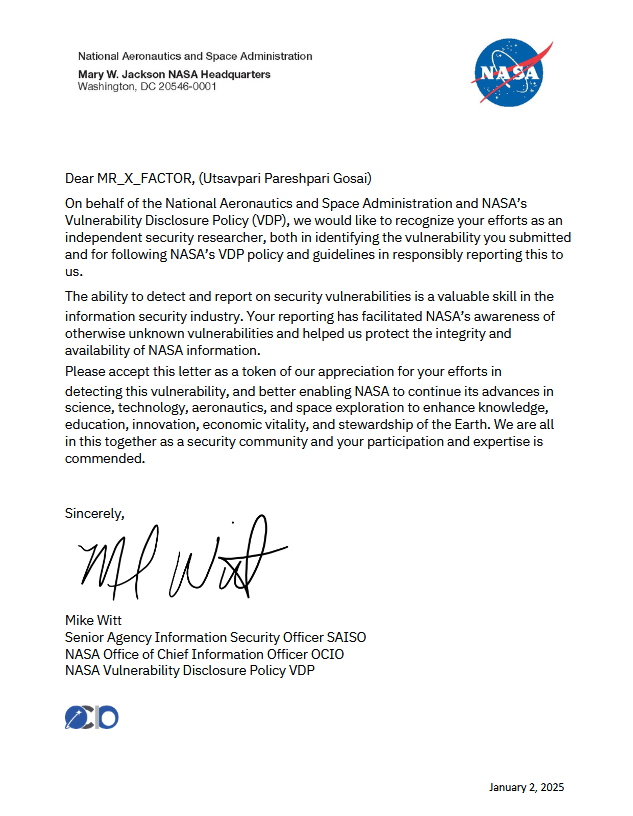 National Aeronautics and Space Administration
Mary W. Jackson NASA Headquarters
Washington, DC 20546-0001
NASA
Dear MR_X_FACTOR, (Utsavpari Pareshpari Gosai)
On behalf of the National Aeronautics and Space Administration and NASA's
Vulnerability Disclosure Policy (VDP), we would like to recognize your efforts as an
independent security researcher, both in identifying the vulnerability you submitted
and for following NASA's VDP policy and guidelines in responsibly reporting this to
us.
The ability to detect and report on security vulnerabilities is a valuable skill in the
information security industry. Your reporting has facilitated NASA's awareness of
otherwise unknown vulnerabilities and helped us protect the integrity and
availability of NASA information.
Please accept this letter as a token of our appreciation for your efforts in
detecting this vulnerability, and better enabling NASA to continue its advances in
science, technology, aeronautics, and space exploration to enhance knowledge,
education, innovation, economic vitality, and stewardship of the Earth. We are all
in this together as a security community and your participation and expertise is
commended.
Sincerely,
Mike Witt
Senior Agency Information Security Officer SAISO
NASA Office of Chief Information Officer OCIO
NASA Vulnerability Disclosure Policy VDP
OCIO
January 2, 2025